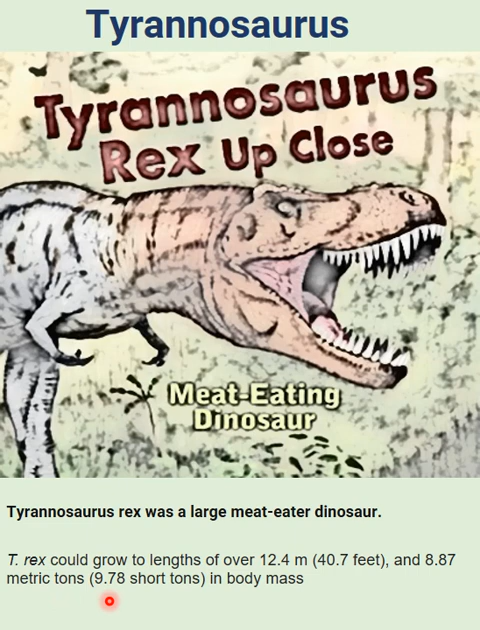 Tyrannosaurus
Tyrannosaurus
Rex Up Close
Meat-Eating
Dinosaur
Tyrannosaurus rex was a large meat-eater dinosaur.
T. rex could grow to lengths of over 12.4 m (40.7 feet), and 8.87
metric tons (9.78 short tons) in body mass